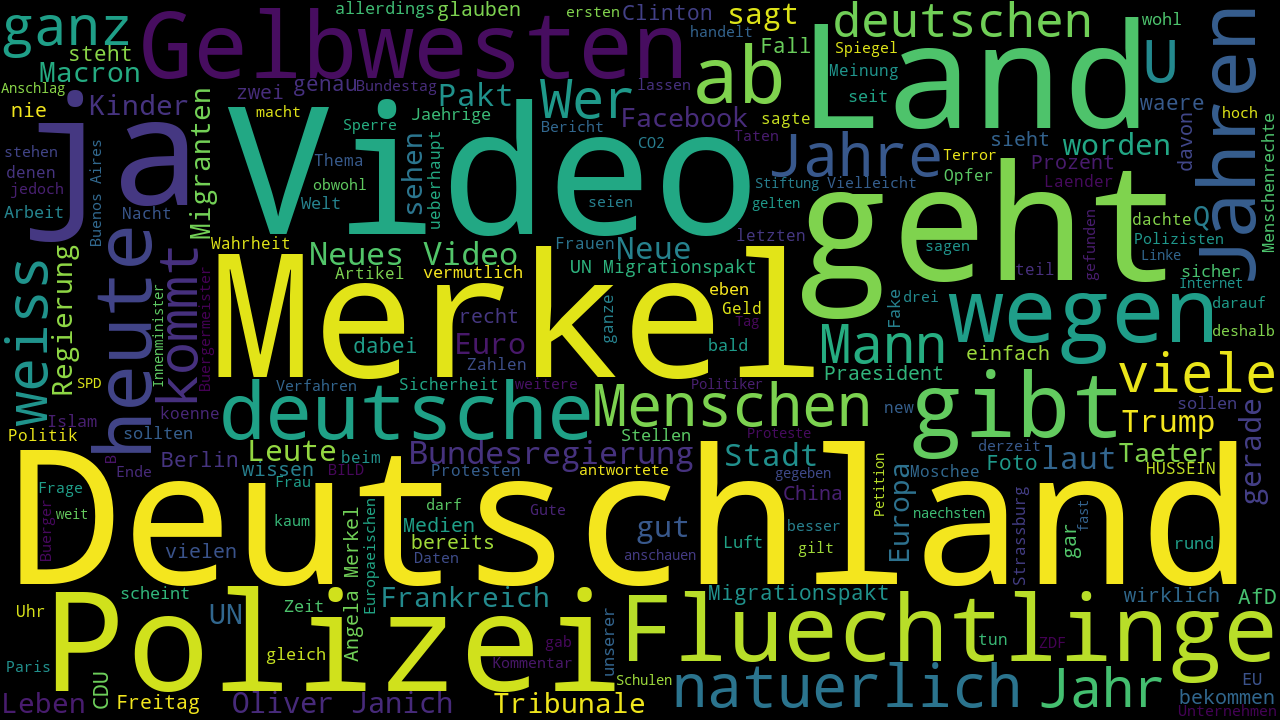 allerdings
glauben
ersten
Clinton
sagt
deutschen
wohl
ganz
Gelbwesten
handelt
Land
steht
Macron
ab
Fall
Spiegel
U
Jahren
Anschlag
ja
Kinder
zwei
genau
Bundestag
Pakt
Wer
lassen
Meinung
nie
Migranten
macht
Video
Jaehrige
Facebook
sagte
seit
waere
hoch
Sperre
Bericht
CO2
Taten
Jahre
sieht
worden
davon
stehen
Buenos Aires
Thema
sehen
ueberhaupt
Terror
Prozent
denen
obwohl
Opfer
Laender
jedoch
Stiftung
Vielleicht
geht
Menschenrechte
Arbeit
Nacht
Welt
seien
gelten
dachte
Q
heute
kommt
Wahrheit
Frauen
letzten
gefunden
Polizisten
Regierung
Neues Video
Neue
sagen
Linke
weiss
Buergermeister
Artikel
vermutlich
UN Migrationspakt
teil
sicher
Internet
Innenminister
Merkel
eben
Fake
drei
wegen
darauf
recht
ganze
Geld
Tag
deshalb
dabei
Euro
bald
Mann
einfach
Zahlen
Praesident
SPD
Verfahren
Sicherheit
weitere
Politiker
gibt
viele
Islam
koenne
deutsche
Menschen
new
sollen
Trump
gerade
Politik
sollten
Stellen
Proteste
derzeit
B
Berlin
Leute
beim
Bundesregierung
Stadt
laut
Taeter
Ende
wissen
Protesten
antwortete
gegeben
Petition
Europa
Moschee
Foto
HUSSEIN
Deutschland
Frage
Frau
BILD
China
Buerger
weit
kaum
Europaeischen
darf
Gute
naechsten
Strassburg
fast
Medien
gut
besser
gar
vielen
Angela Merkel
bereits
Luft
gilt
rund
Daten
anschauen
scheint
Frankreich
Migrationspakt
wirklich
AfD
Uhr
Polizei
UN
Zeit
unserer
Fluechtlinge
tun
ZDF
gleich
gab
Paris
Kommentar
CDU
Schulen
EU
Leben
Freitag
Oliver Janich
Tribunale
natuerlich
Jahr
bekommen
Unternehmen